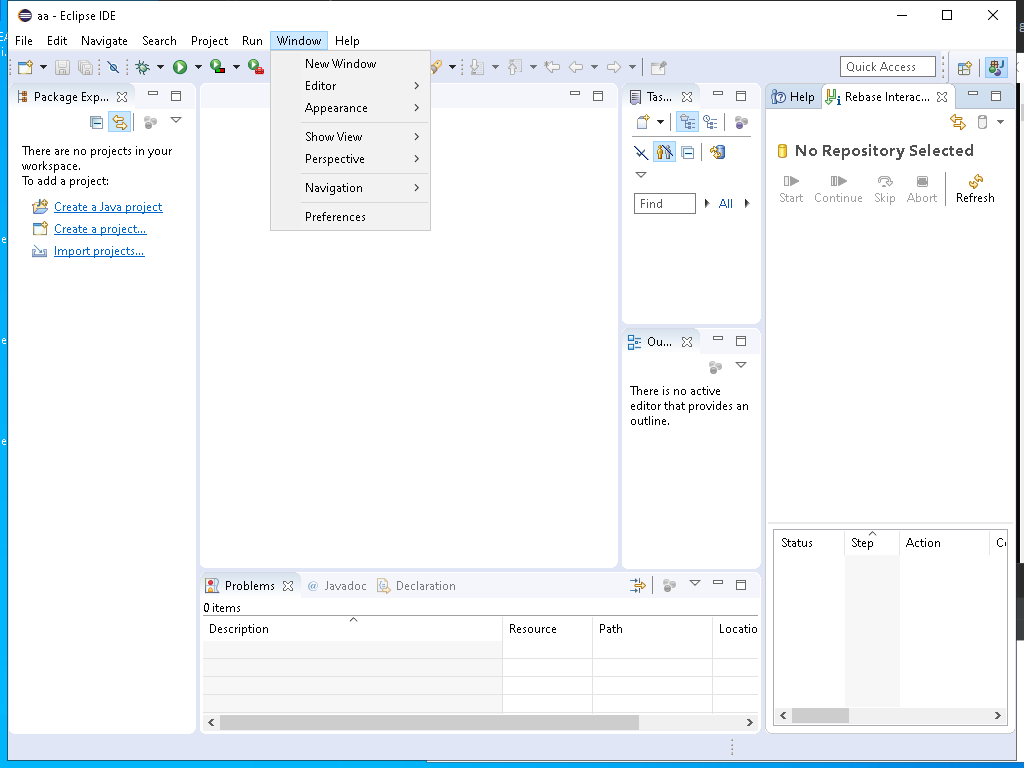 aa - Eclipse IDE
File Edit Navigate Search Project Run Window Help
Quick Access
New Window
Editor
Appearance
Show View
Perspective
Navigation
Preferences
Package Exp...
There are no projects in your
workspace.
To add a project:
Create a Java project
Create a project...
Import projects...
Tas...
Find
All
Ou...
There is no active
editor that provides an
outline.
Help
Rebase Interac...
No Repository Selected
Start Continue Skip Abort Refresh
Status Step Action
Problems @ Javadoc Declaration
0 items
Description Resource Path Locatio